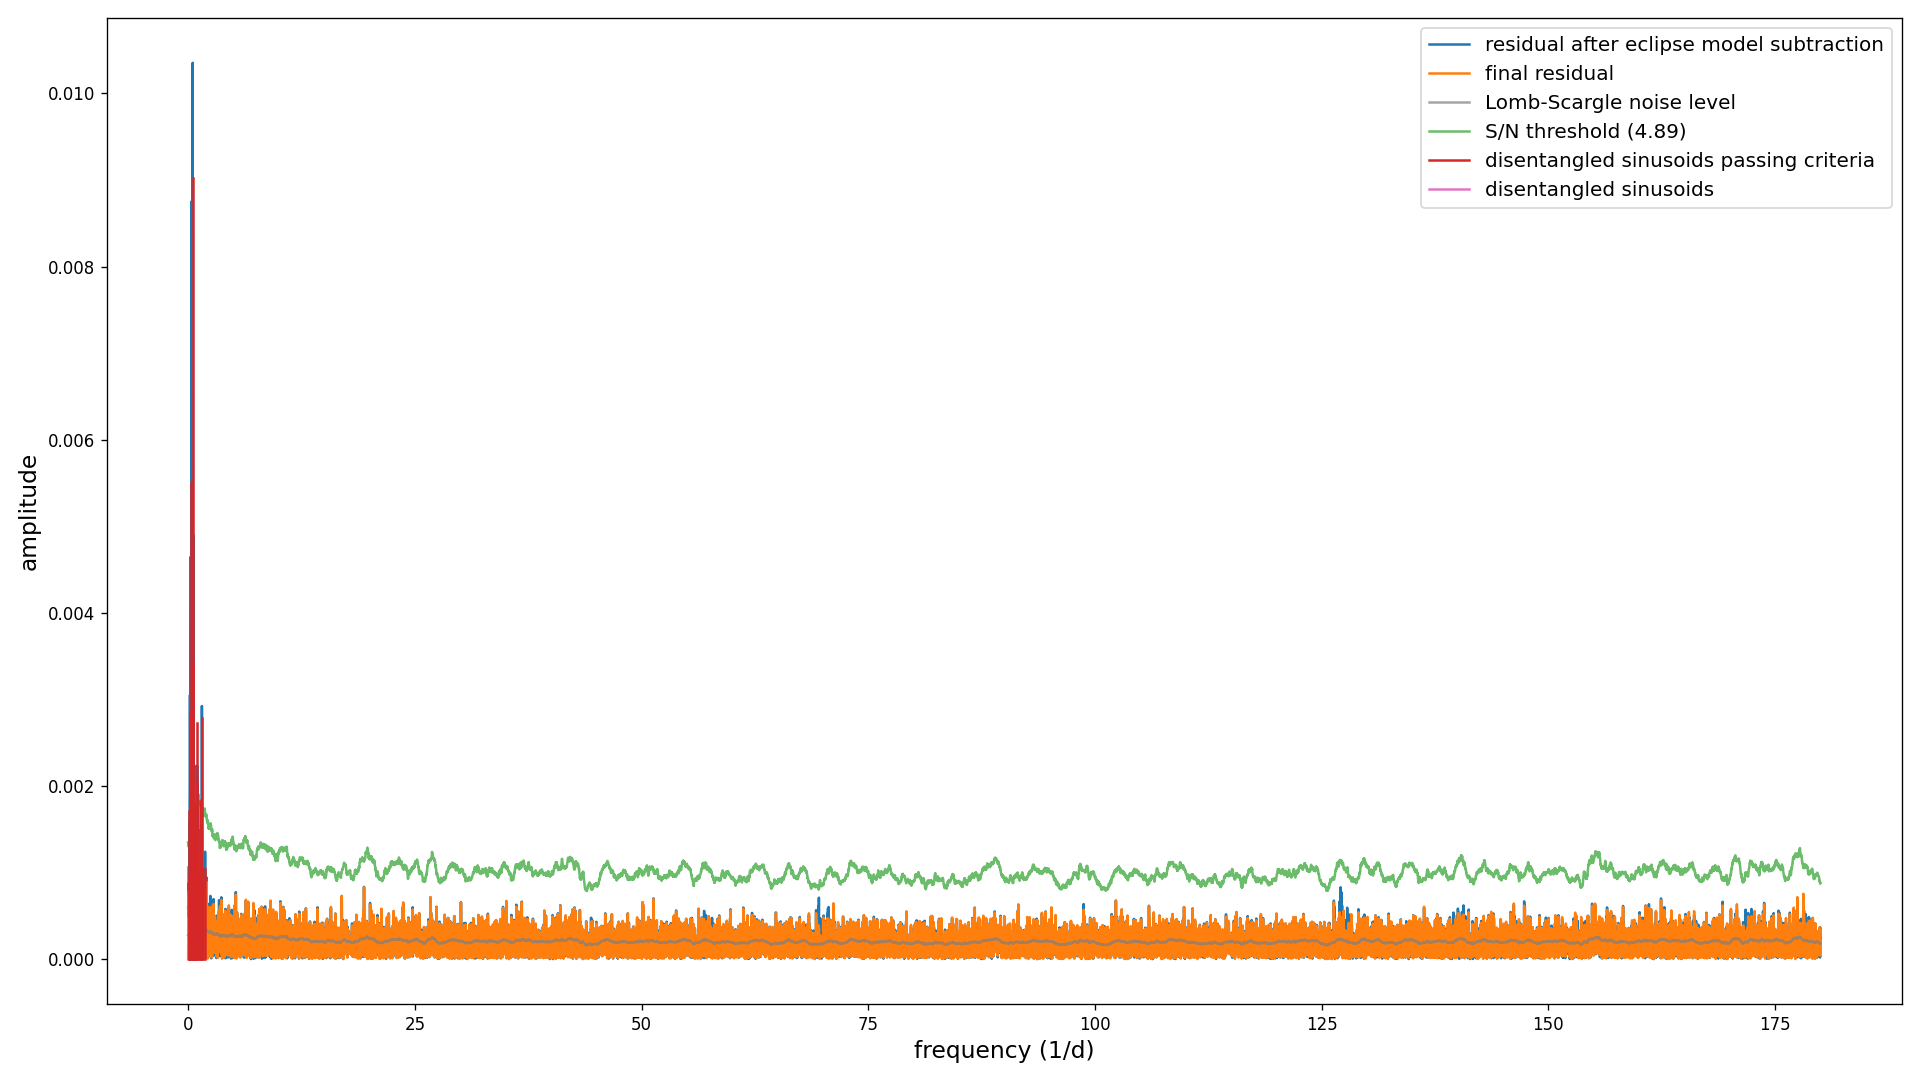 residual after eclipse model subtraction
final residual
Lomb-Scargle noise level
S/N threshold (4.89)
disentangled sinusoids passing criteria
disentangled sinusoids
0.010
0.008
0.006
0.004
0.002
0.000
amplitude
0 25 50 75 100 125 150 175
frequency (1/d)